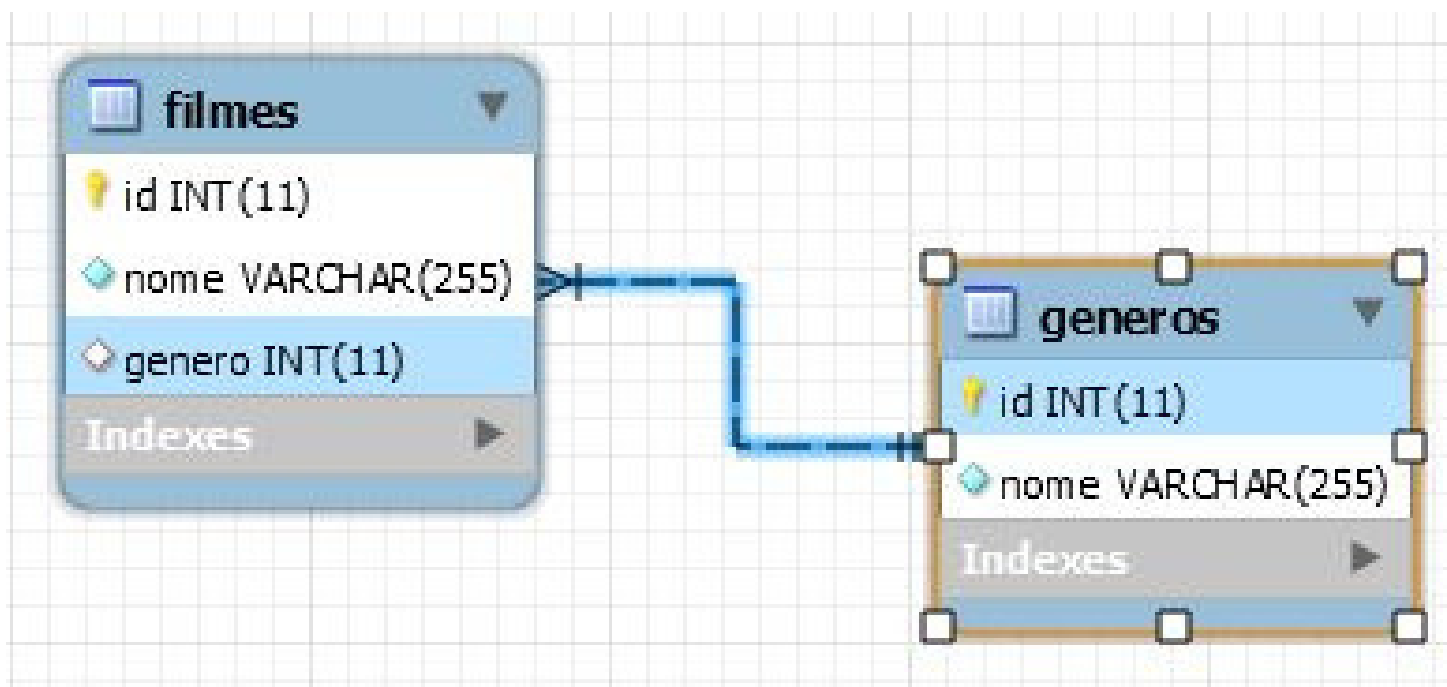 filmes
id INT(11)
nome VARCHAR(255)
genero INT(11)
Indexes
generos
id INT(11)
nome VARCHAR(255)
Indexes